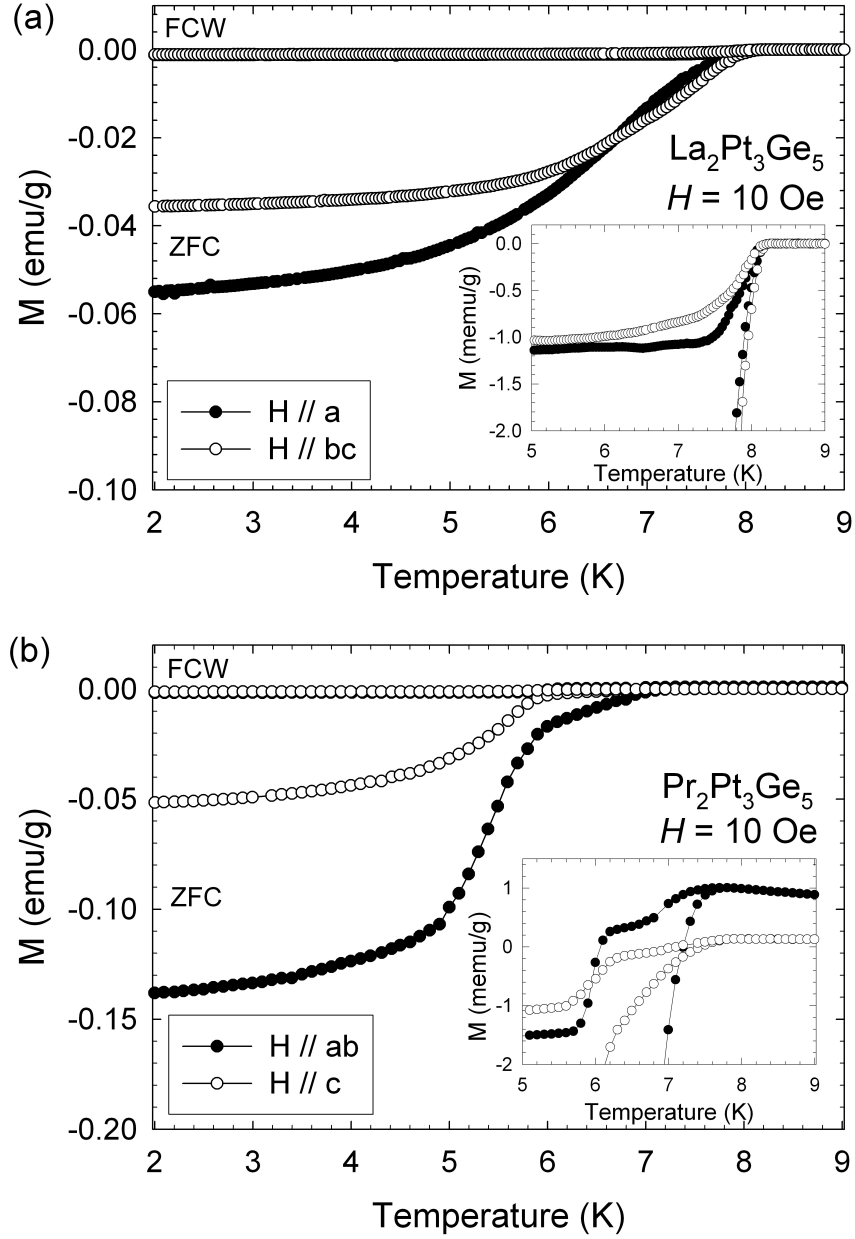 (a)
FCW
0.00
-0.02
-0.04
-0.06
-0.08
-0.10
M (emu/g)
ZFC
La2Pt3Ge5
H = 10 Oe
0.0
-0.5
-1.0
-1.5
-2.0
M (memu/g)
5 6 7 8 9
Temperature (K)
H // a
H // bc
2 3 4 5 6 7 8 9
Temperature (K)
(b)
FCW
0.00
-0.05
-0.10
-0.15
-0.20
M (emu/g)
ZFC
Pr2Pt3Ge5
H = 10 Oe
1
0
-1
-2
M (memu/g)
5 6 7 8 9
Temperature (K)
H // ab
H // c
2 3 4 5 6 7 8 9
Temperature (K)